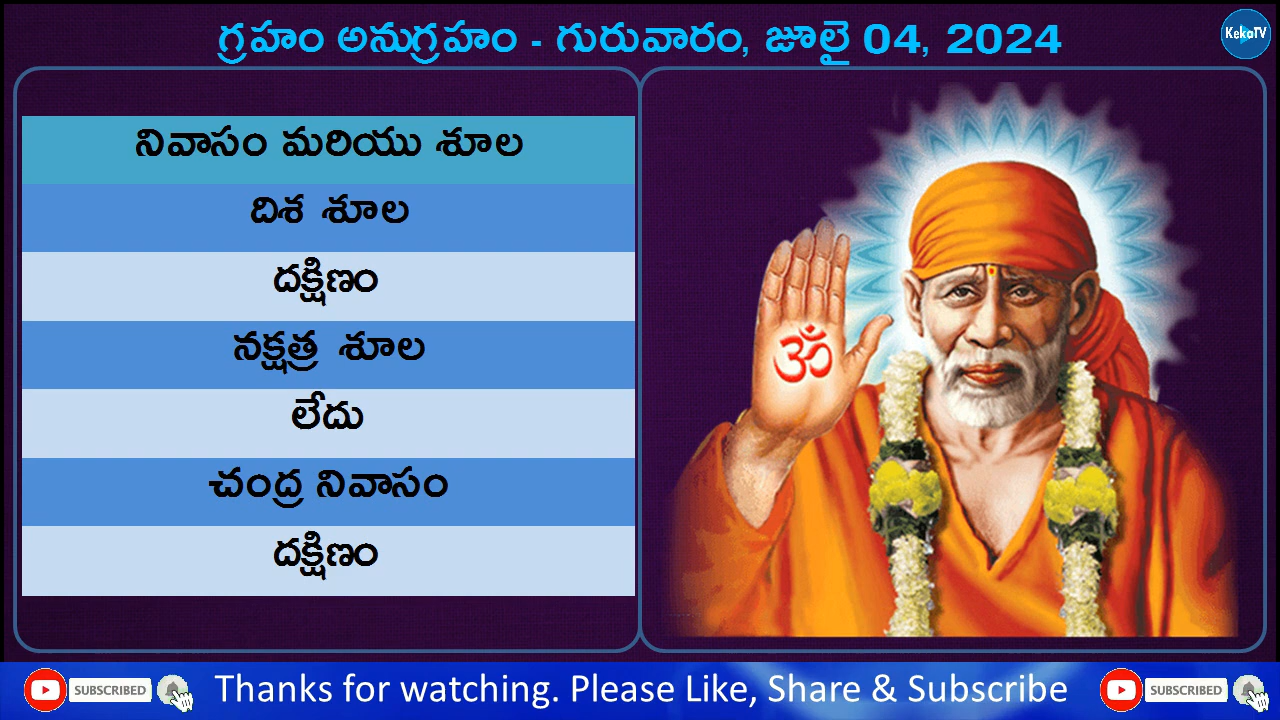 గ్రహం అనుగ్రహం - గురువారం, జూలై 04, 2024
KekaTV
నివాసం మరియు శూల
దిశ శూల
దక్షిణం
నక్షత్ర శూల
లేదు
చంద్ర నివాసం
దక్షిణం
ॐ
SUBSCRIBED
Thanks for watching. Please Like, Share & Subscribe
SUBSCRIBED